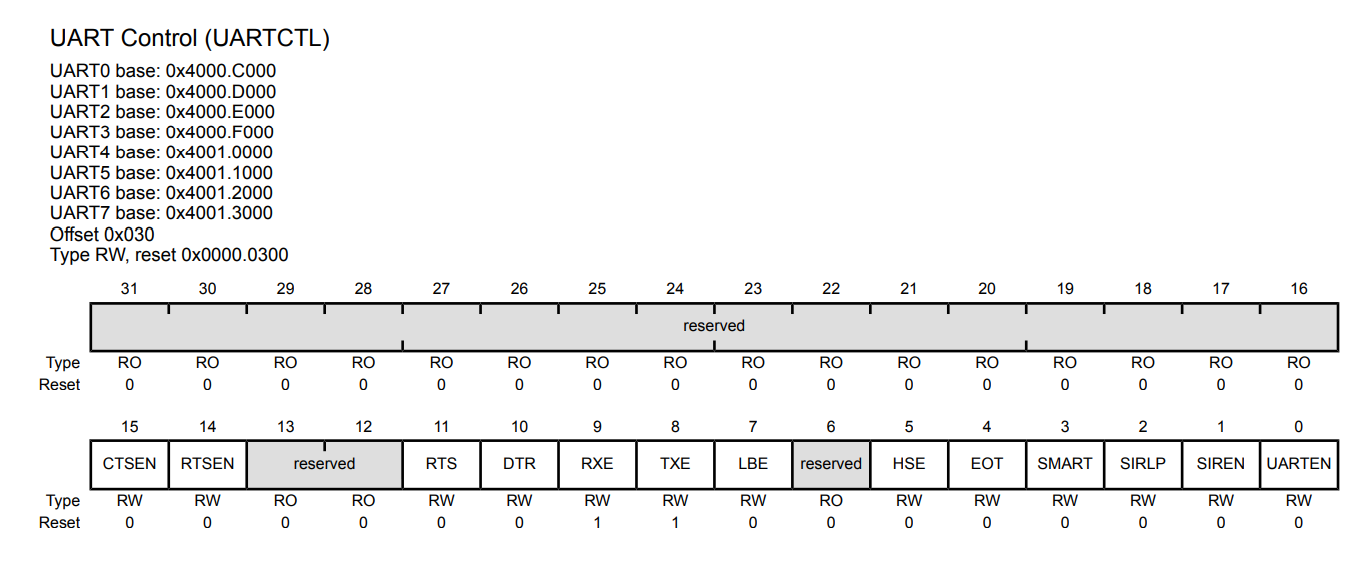 UART Control (UARTCTL)
UART0 base: 0x4000.C000
UART1 base: 0x4000.D000
UART2 base: 0x4000.E000
UART3 base: 0x4000.F000
UART4 base: 0x4001.0000
UART5 base: 0x4001.1000
UART6 base: 0x4001.2000
UART7 base: 0x4001.3000
Offset 0x030
Type RW, reset 0x0000.0300
31 30 29 28 27 26 25 24 23 22 21 20 19 18 17 16
reserved
Type RO RO RO RO RO RO RO RO RO RO RO RO RO RO RO RO
Reset 0 0 0 0 0 0 0 0 0 0 0 0 0 0 0 0
15 14 13 12 11 10 9 8 7 6 5 4 3 2 1 0
CTSEN RTSEN reserved RTS DTR RXE TXE LBE reserved HSE EOT SMART SIRLP SIREN UARTEN
Type RW RW RO RO RW RW RW RW RW RO RW RW RW RW RW RW
Reset 0 0 0 0 0 0 1 1 0 0 0 0 0 0 0 0